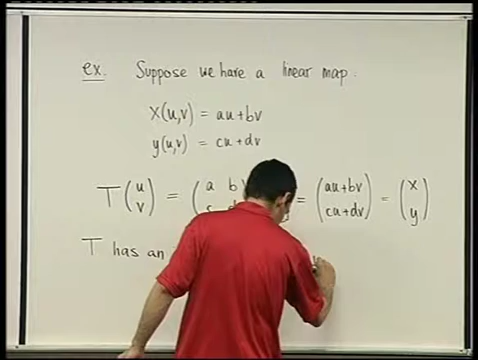 ex. Suppose we have a linear map.
x(u,v) = au+bv
y(u,v) = cu+dv
T(u v) = (a b = (au+bv cu+dv) = (x y)
T has an